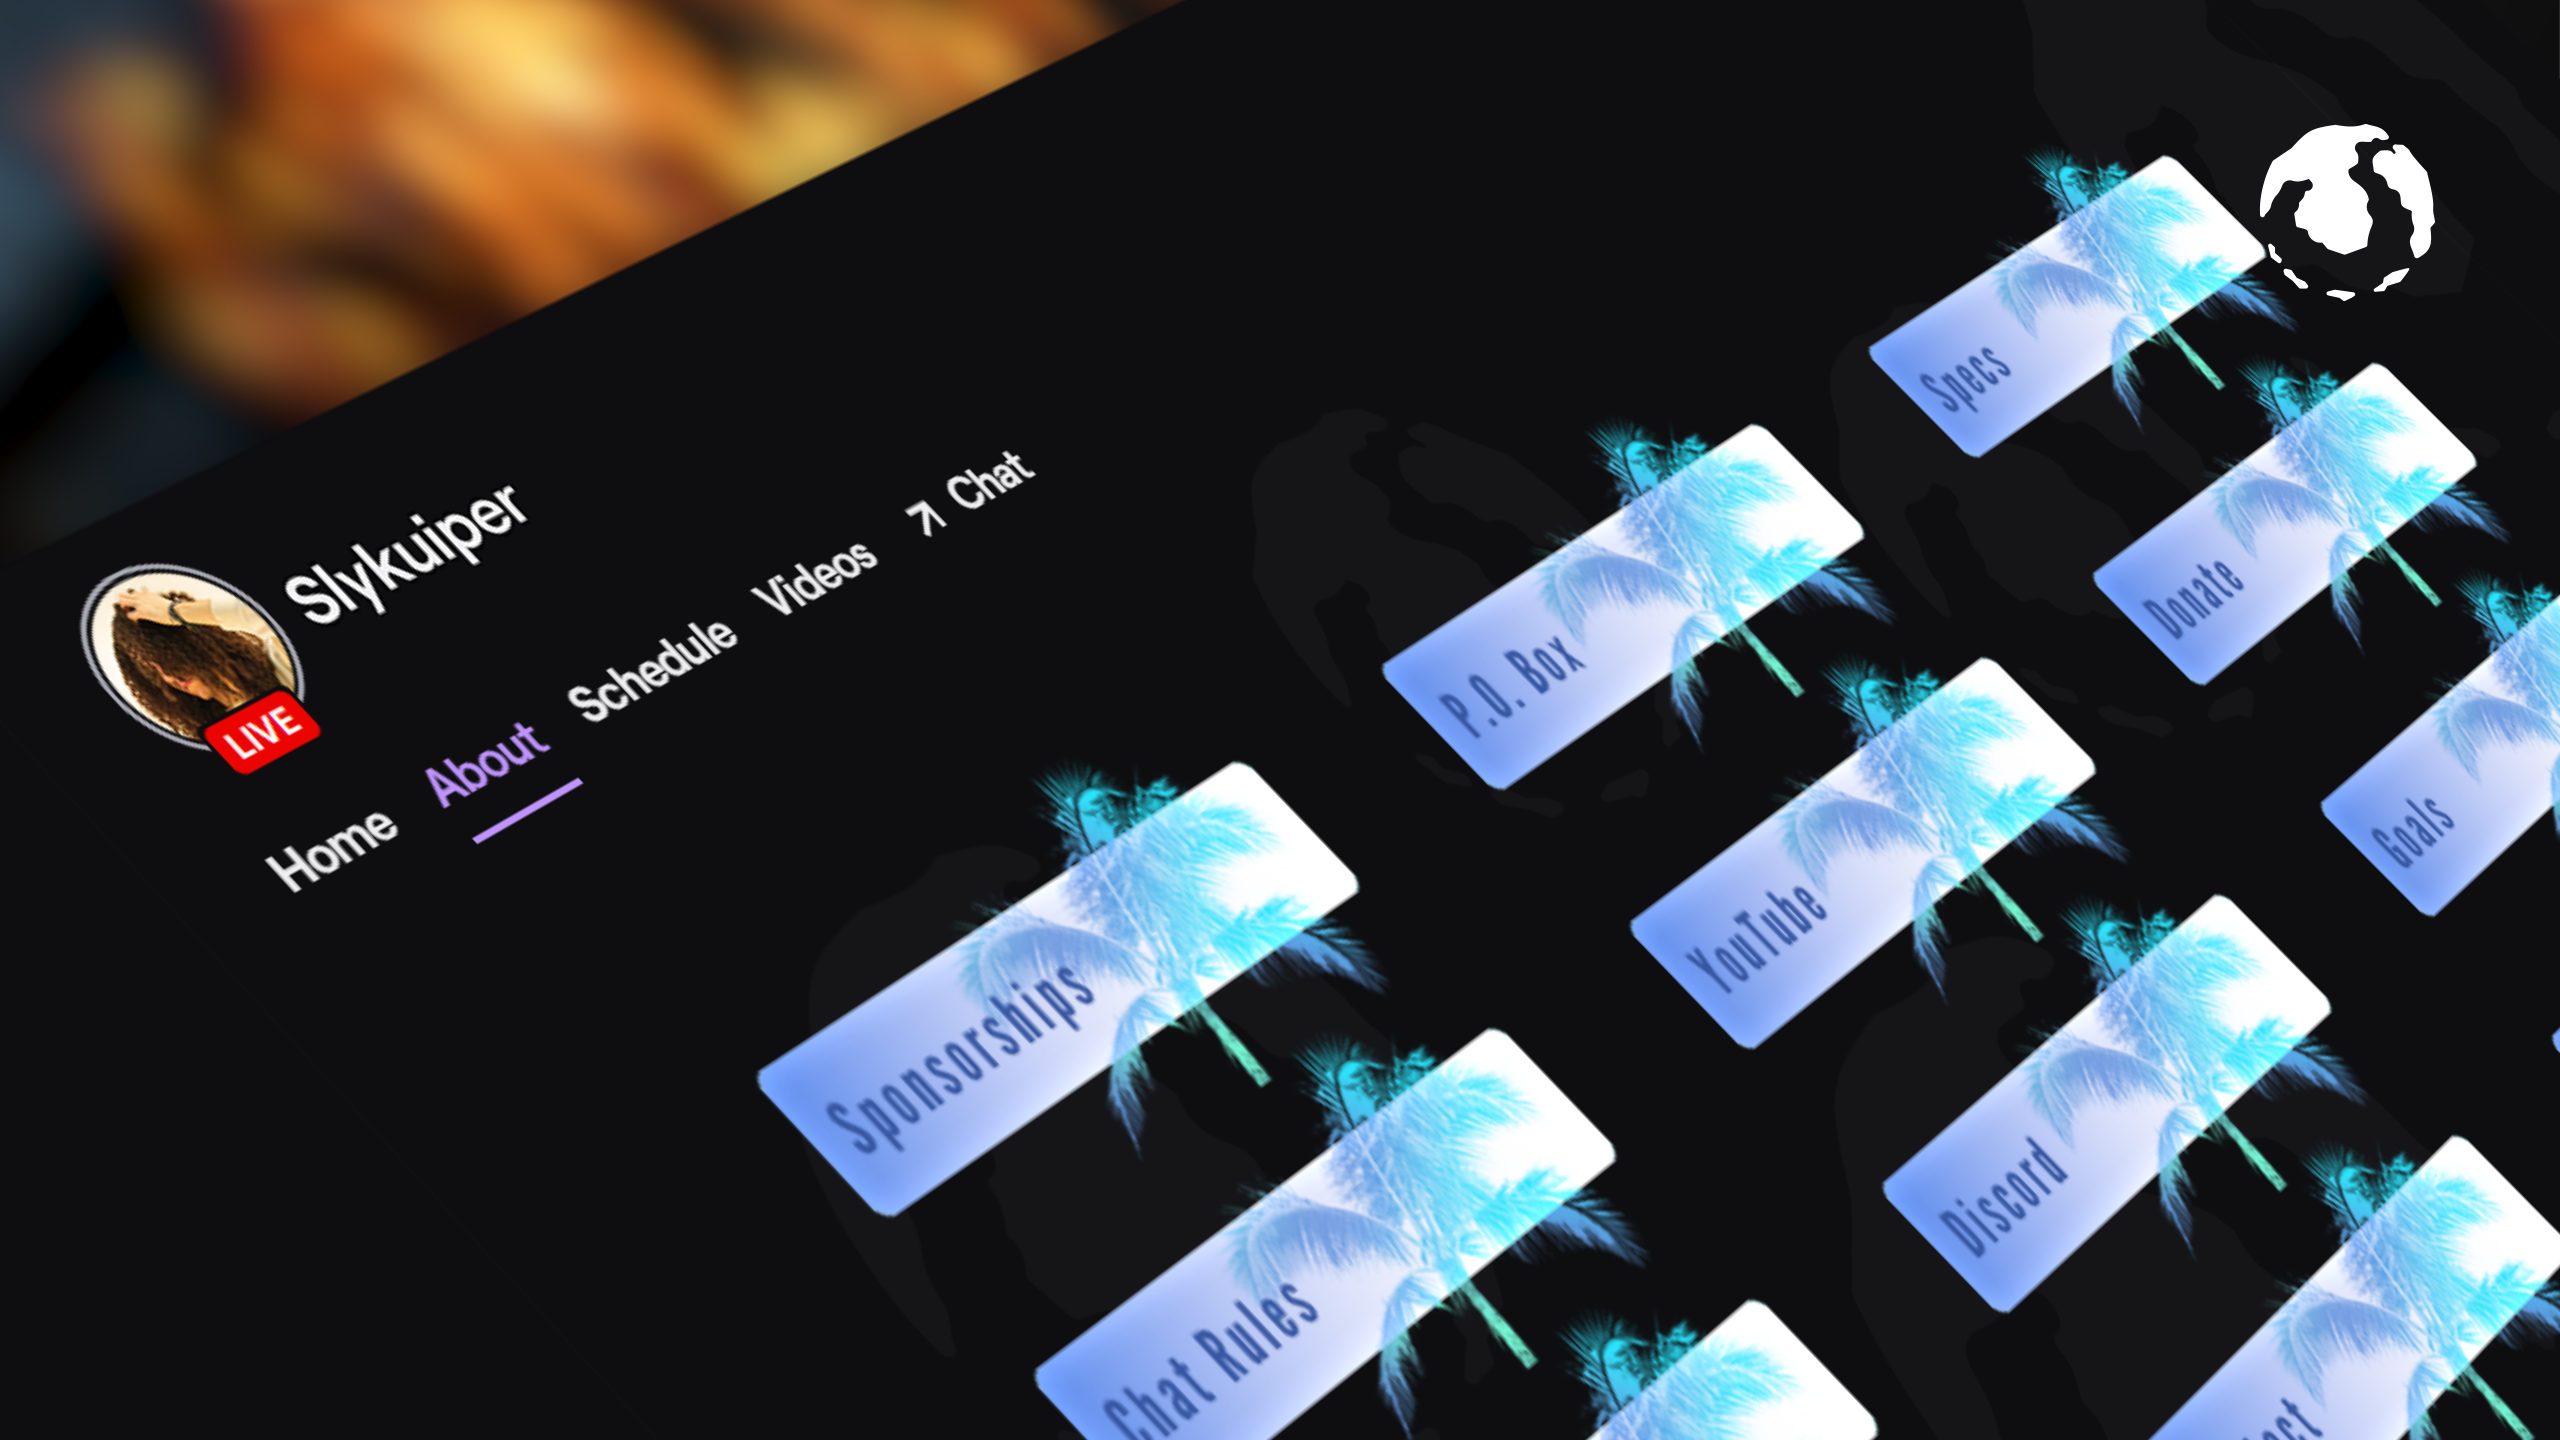 Slykuiper
LIVE
Home
About
Schedule
Videos
Chat
Sponsorships
P.O. Box
Specs
Chat Rules
YouTube
Donate
Discord
Goals